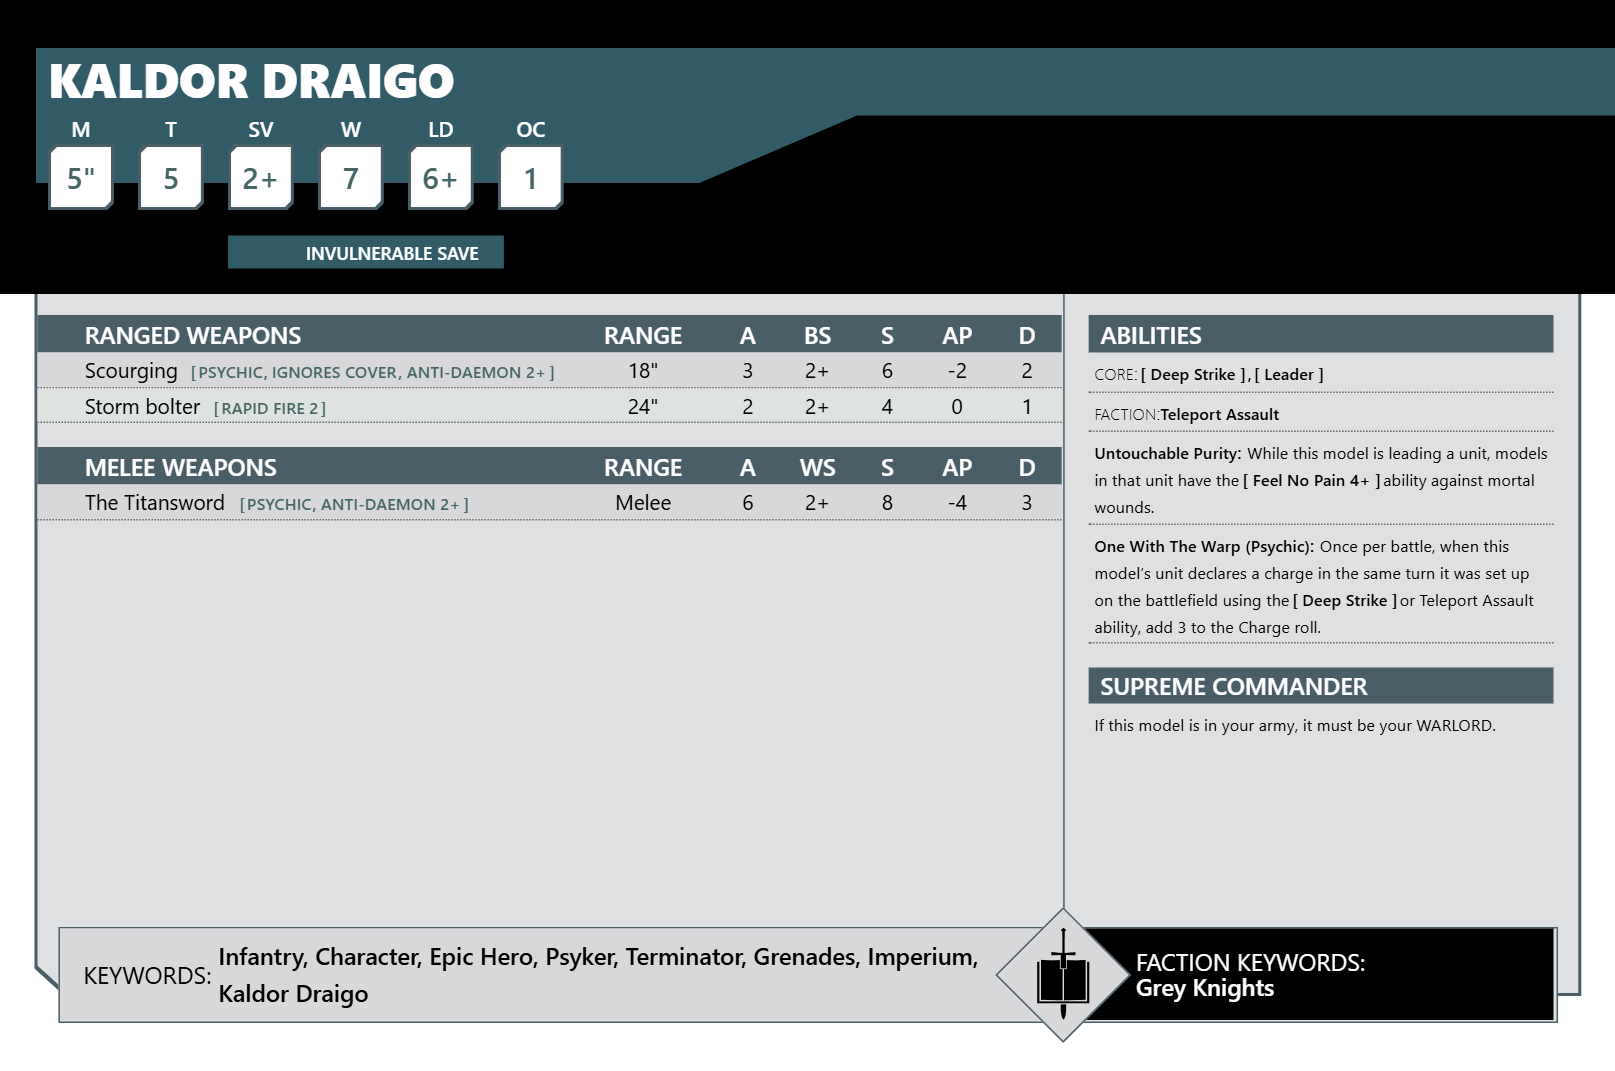 KALDOR DRAIGO
M T SV W LD OC
5" 5 2+ 7 6+ 1
INVULNERABLE SAVE
RANGED WEAPONS RANGE A BS S AP D
Scourging [PSYCHIC, IGNORES COVER, ANTI-DAEMON 2+] 18" 3 2+ 6 -2 2
Storm bolter [RAPID FIRE 2] 24" 2 2+ 4 0 1
MELEE WEAPONS RANGE A WS S AP D
The Titansword [PSYCHIC, ANTI-DAEMON 2+] Melee 6 2+ 8 -4 3
ABILITIES
CORE: [ Deep Strike ], [ Leader ]
FACTION:Teleport Assault
Untouchable Purity: While this model is leading a unit, models
in that unit have the [ Feel No Pain 4+ ] ability against mortal
wounds.
One With The Warp (Psychic): Once per battle, when this
model’s unit declares a charge in the same turn it was set up
on the battlefield using the [ Deep Strike ] or Teleport Assault
ability, add 3 to the Charge roll.
SUPREME COMMANDER
If this model is in your army, it must be your WARLORD.
KEYWORDS: Infantry, Character, Epic Hero, Psyker, Terminator, Grenades, Imperium,
Kaldor Draigo
FACTION KEYWORDS:
Grey Knights